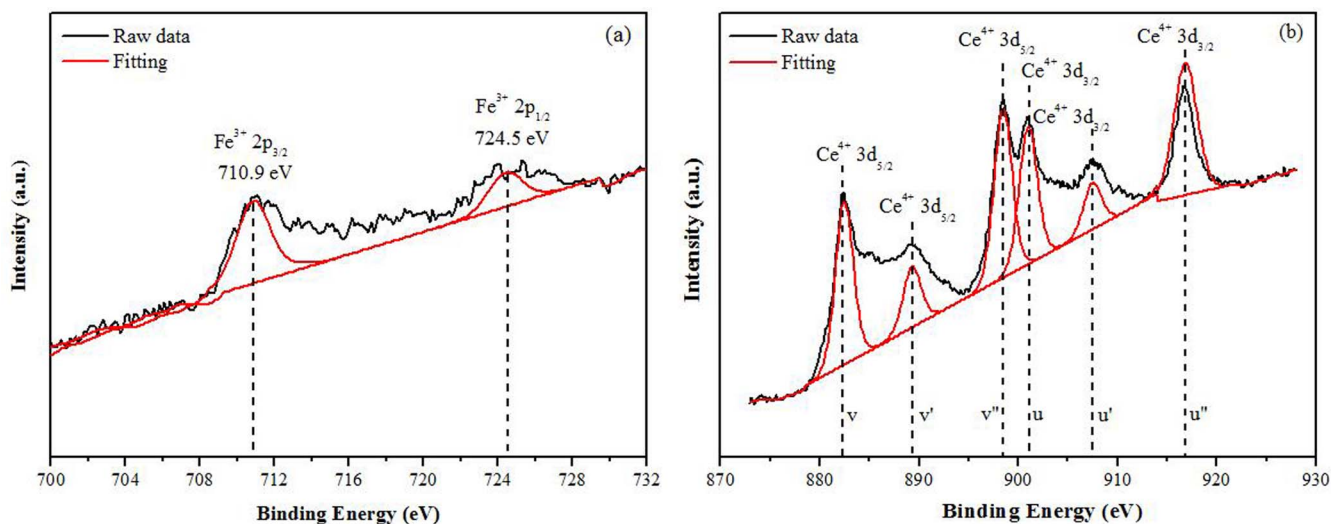 Raw data
Fitting
(a)
Fe³⁺ 2p₁/₂
724.5 eV
Fe³⁺ 2p₃/₂
710.9 eV
Intensity (a.u.)
700 704 708 712 716 720 724 728 732
Binding Energy (eV)
Raw data
Fitting
(b)
Ce⁴⁺ 3d₅/₂
Ce⁴⁺ 3d₃/₂
Ce⁴⁺ 3d₃/₂
Ce⁴⁺ 3d₃/₂
Ce⁴⁺ 3d₅/₂
Ce⁴⁺ 3d₅/₂
v v' v" u u' u"
Intensity (a.u.)
870 880 890 900 910 920 930
Binding Energy (eV)